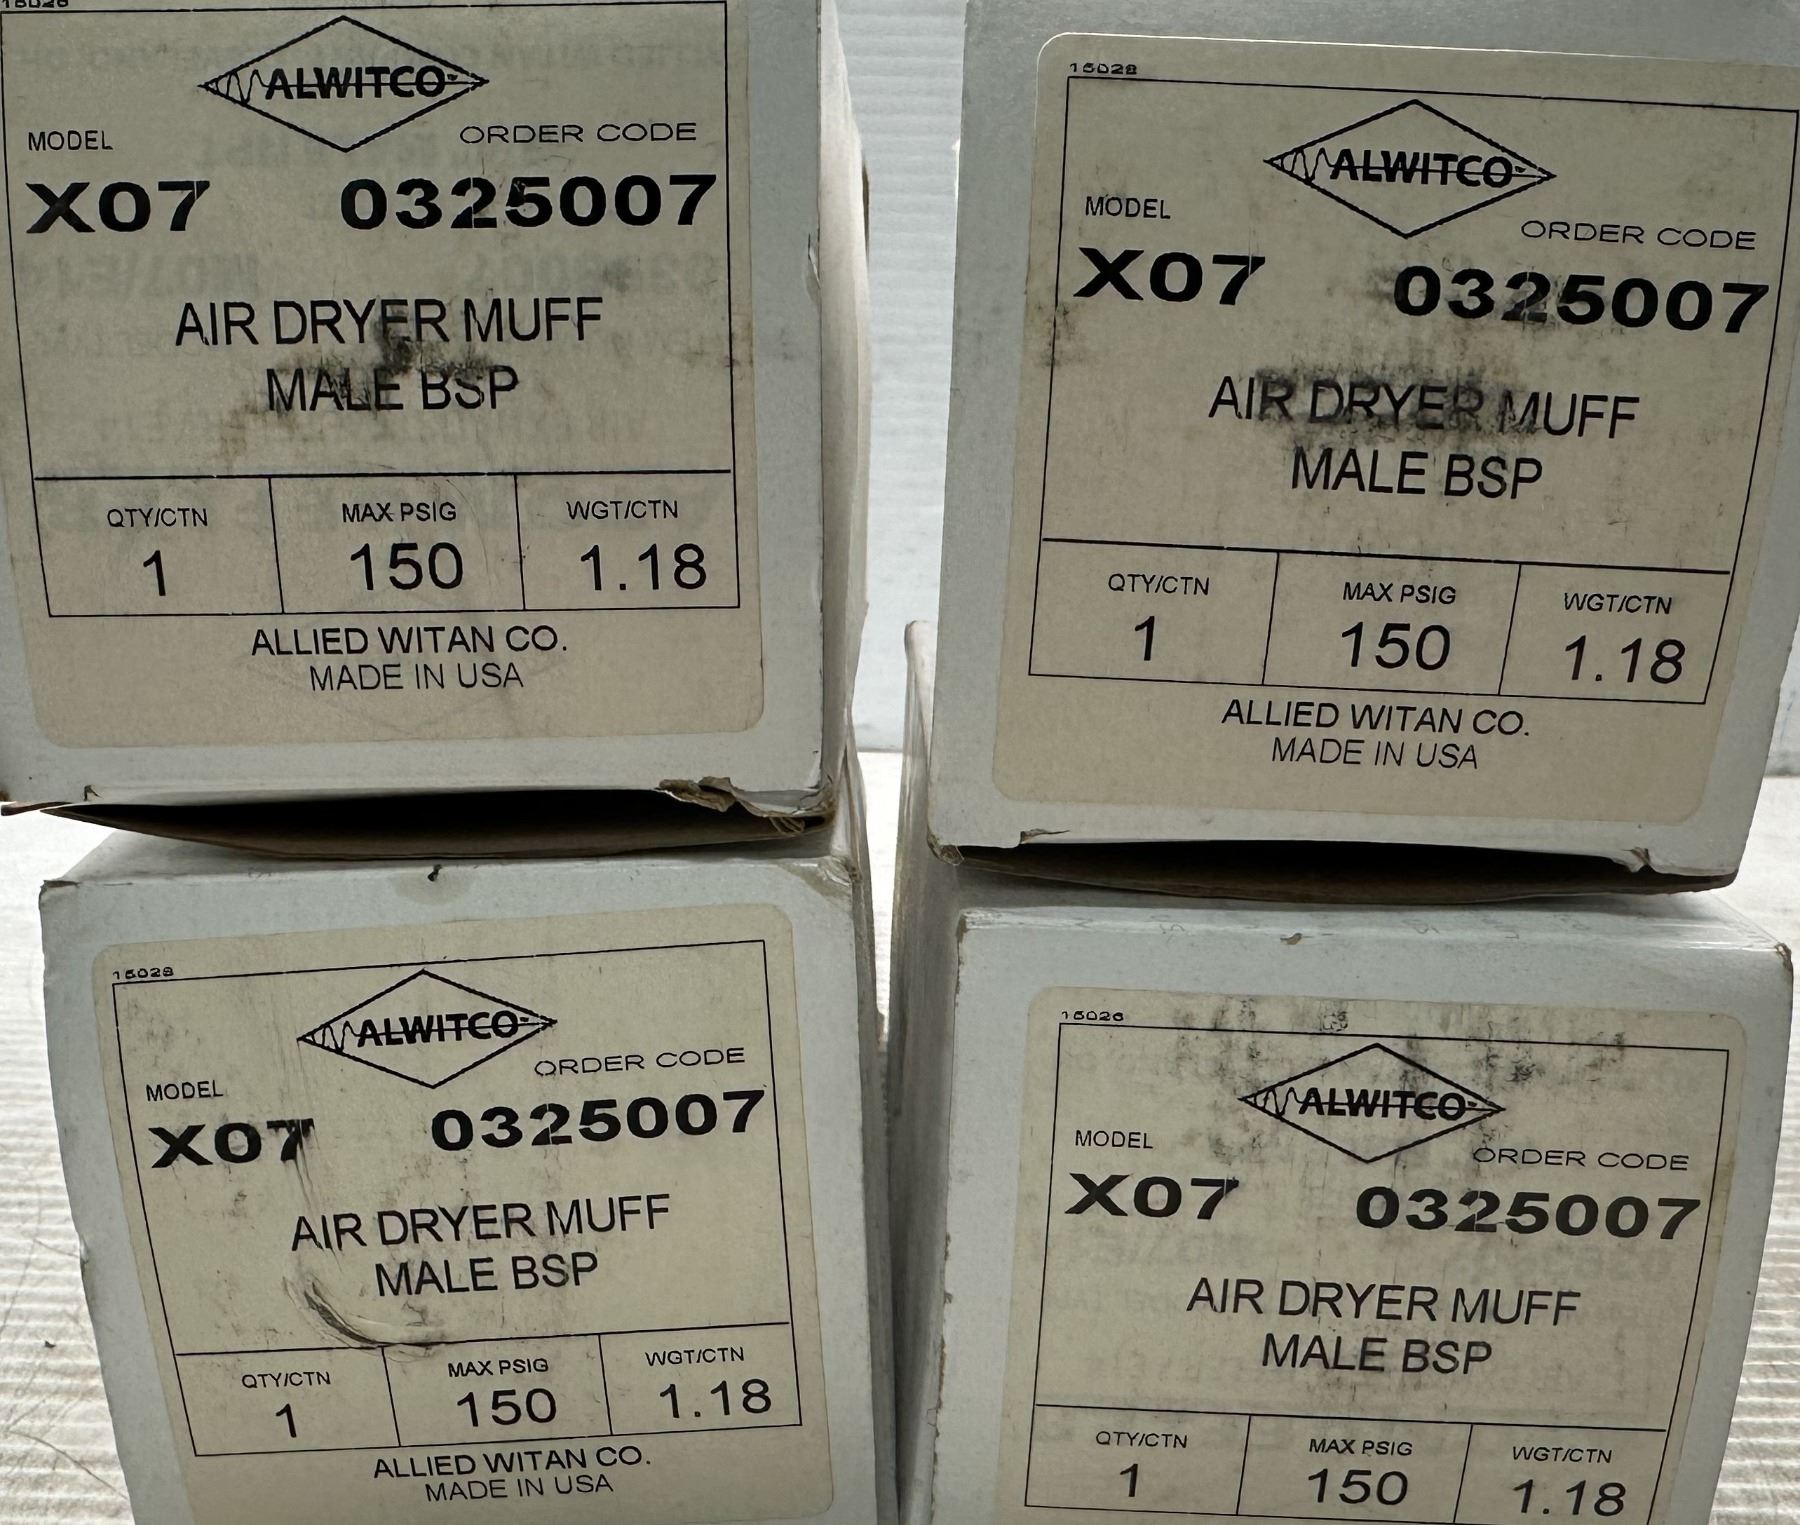 ALWITCO
MODEL
ORDER CODE
X07 0325007
AIR DRYER MUFF
MALE BSP
QTY/CTN MAX PSIG WGT/CTN
1 150 1.18
ALLIED WITAN CO.
MADE IN USA
15028
ALWITCO
MODEL
ORDER CODE
X07 0325007
AIR DRYER MUFF
MALE BSP
QTY/CTN MAX PSIG WGT/CTN
1 150 1.18
ALLIED WITAN CO.
MADE IN USA
15028
ALWITCO
MODEL
ORDER CODE
X07 0325007
AIR DRYER MUFF
MALE BSP
QTY/CTN MAX PSIG WGT/CTN
1 150 1.18
ALLIED WITAN CO.
MADE IN USA
ALWITCO
MODEL
ORDER CODE
X07 0325007
AIR DRYER MUFF
MALE BSP
QTY/CTN MAX PSIG WGT/CTN
1 150 1.18